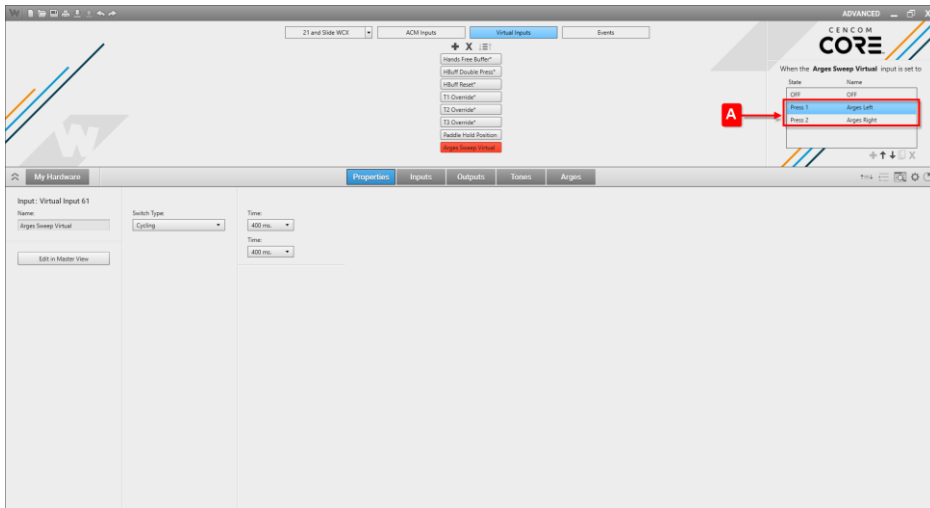 W
ADVANCED
21 and Slide WCX
ACM Inputs
Virtual Inputs
Events
Hands Free Buffer*
HBuff Double Press*
HBuff Reset*
T1 Override*
T2 Override*
T3 Override*
Paddle Hold Position
Arges Sweep Virtual
CENCOM
CORE
When the Arges Sweep Virtual input is set to
State Name
OFF OFF
Press 1 Arges Left
Press 2 Arges Right
A
My Hardware
Properties
Inputs
Outputs
Tones
Arges
Input: Virtual Input 61
Name:
Arges Sweep Virtual
Edit in Master View
Switch Type:
Cycling
Time:
400 ms.
Time:
400 ms.